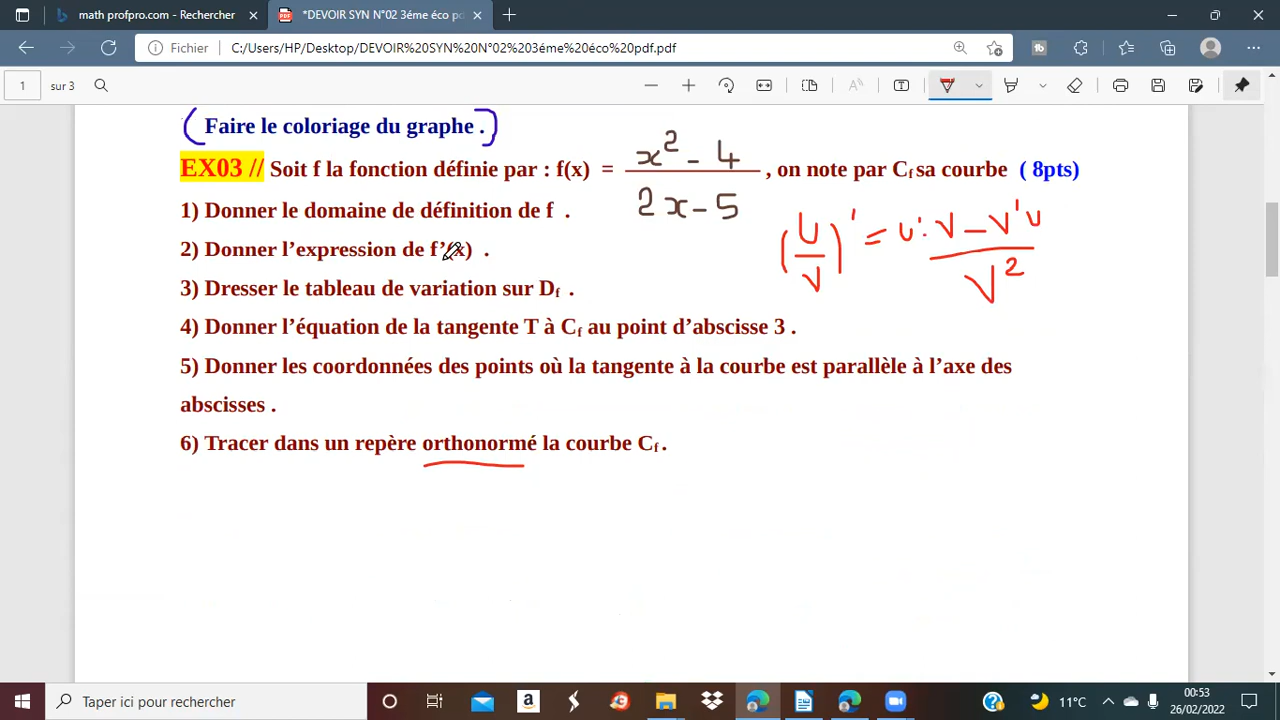 math profpro.com - Rechercher
*DEVOIR SYN N°02 3éme éco po
Fichier
C:/Users/HP/Desktop/DEVOIR%20SYN%20N°02%203éme%20éco%20pdf.pdf
1 sur 3
(Faire le coloriage du graphe .)
EX03 // Soit f la fonction définie par : f(x) = (x² - 4)/(2x - 5) , on note par Cf sa courbe ( 8pts)
1) Donner le domaine de définition de f .
(U/V)' = U'. V - V'U / V²
2) Donner l’expression de f’(x) .
3) Dresser le tableau de variation sur Df .
4) Donner l’équation de la tangente T à Cf au point d’abscisse 3 .
5) Donner les coordonnées des points où la tangente à la courbe est parallèle à l’axe des
abscisses .
6) Tracer dans un repère orthonormé la courbe Cf .
Taper ici pour rechercher
11°C
00:53
26/02/2022